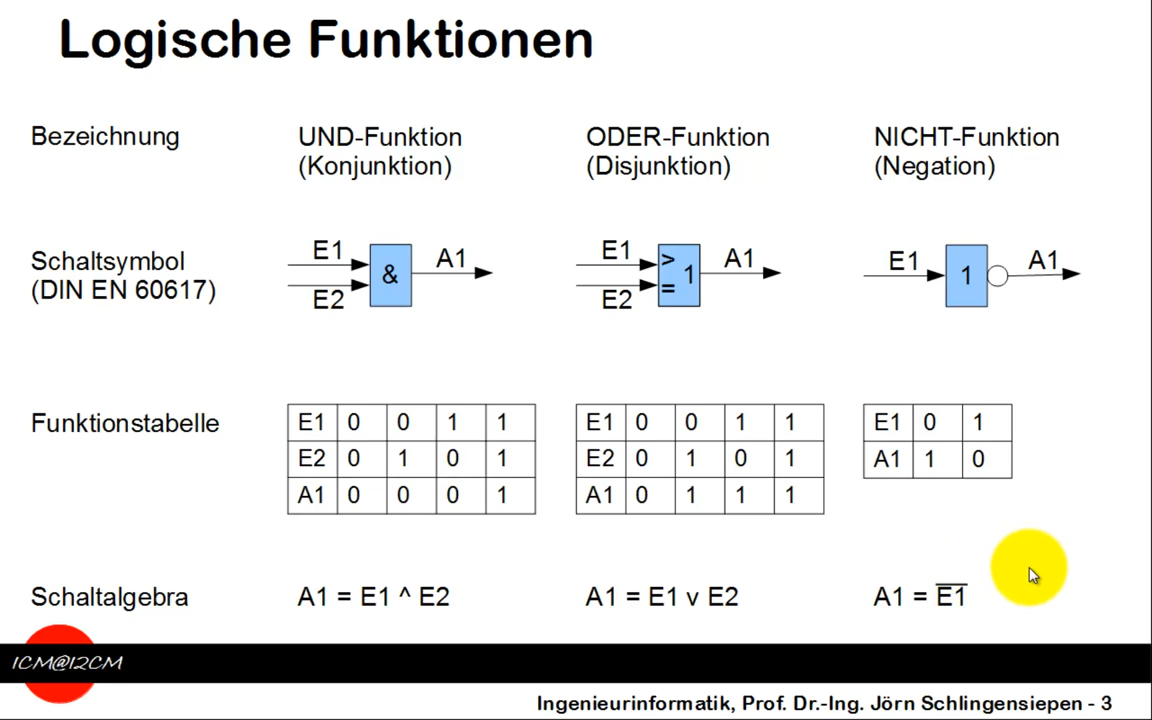 Logische Funktionen
Bezeichnung
UND-Funktion
(Konjunktion)
ODER-Funktion
(Disjunktion)
NICHT-Funktion
(Negation)
Schaltsymbol
(DIN EN 60617)
E1
E2
&
A1
E1
E2
>
=
1
A1
E1
1
A1
Funktionstabelle
E1 0 0 1 1
E2 0 1 0 1
A1 0 0 0 1
E1 0 0 1 1
E2 0 1 0 1
A1 0 1 1 1
E1 0 1
A1 1 0
Schaltalgebra
A1 = E1 ^ E2
A1 = E1 v E2
A1 = E̅1̅
1CM@12CM
Ingenieurinformatik, Prof. Dr.-Ing. Jörn Schlingensiepen - 3